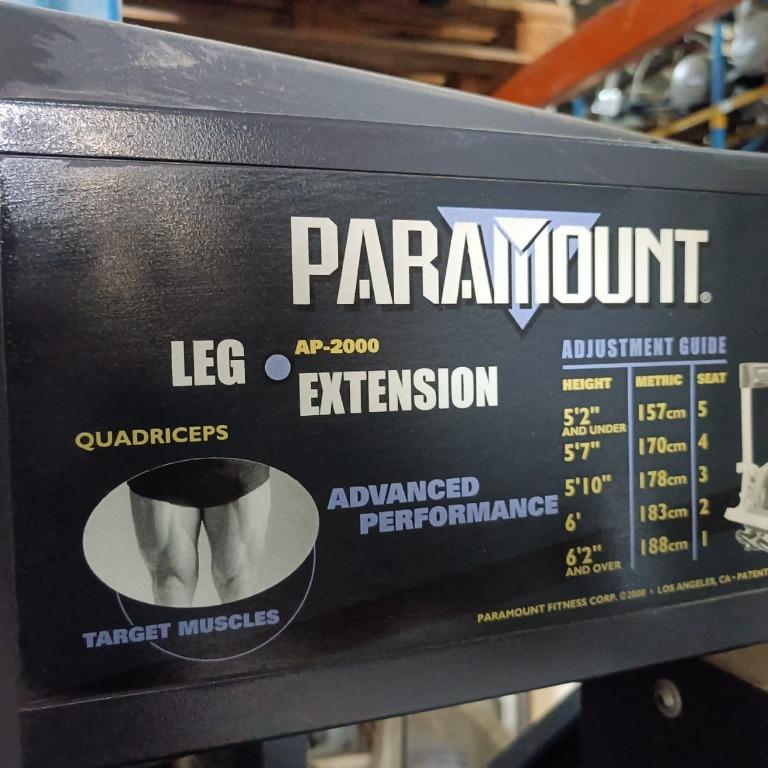 PARAMOUNT®
LEG • AP-2000
EXTENSION
QUADRICEPS
TARGET MUSCLES
ADVANCED
PERFORMANCE
ADJUSTMENT GUIDE
HEIGHT METRIC SEAT
5'2" AND UNDER 157cm 5
5'7" 170cm 4
5'10" 178cm 3
6' 183cm 2
6'2" AND OVER 188cm 1
PARAMOUNT FITNESS CORP. ©2000 • LOS ANGELES, CA • PATENT